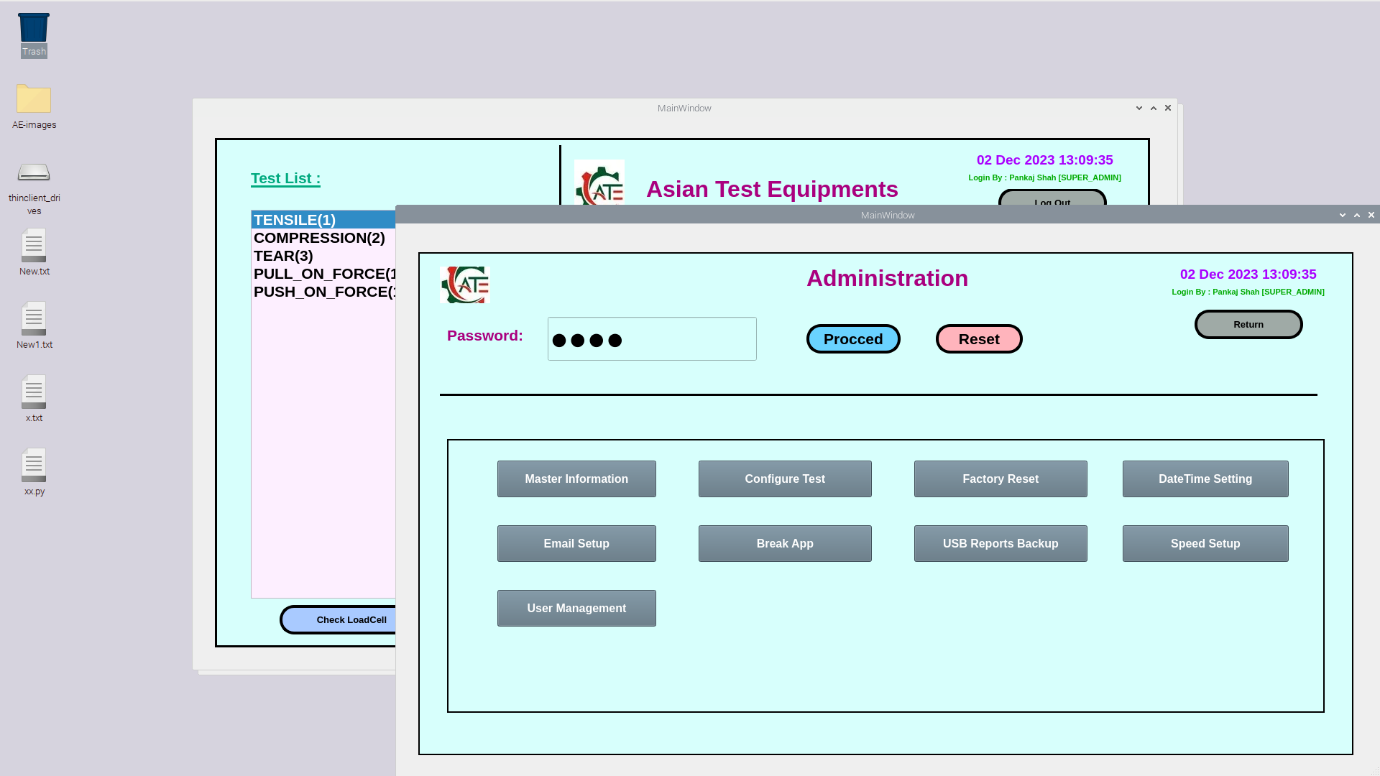 Trash
AE-images
thinclient_dri
ves
New.txt
New1.txt
x.txt
xx.py
MainWindow
Test List :
TENSILE(1)
COMPRESSION(2)
TEAR(3)
PULL_ON_FORCE(1
PUSH_ON_FORCE(
Check LoadCell
ATE
Asian Test Equipments
02 Dec 2023 13:09:35
Login By : Pankaj Shah [SUPER_ADMIN]
Log Out
MainWindow
ATE
Administration
02 Dec 2023 13:09:35
Login By : Pankaj Shah [SUPER_ADMIN]
Return
Password:
Procced
Reset
Master Information
Configure Test
Factory Reset
DateTime Setting
Email Setup
Break App
USB Reports Backup
Speed Setup
User Management